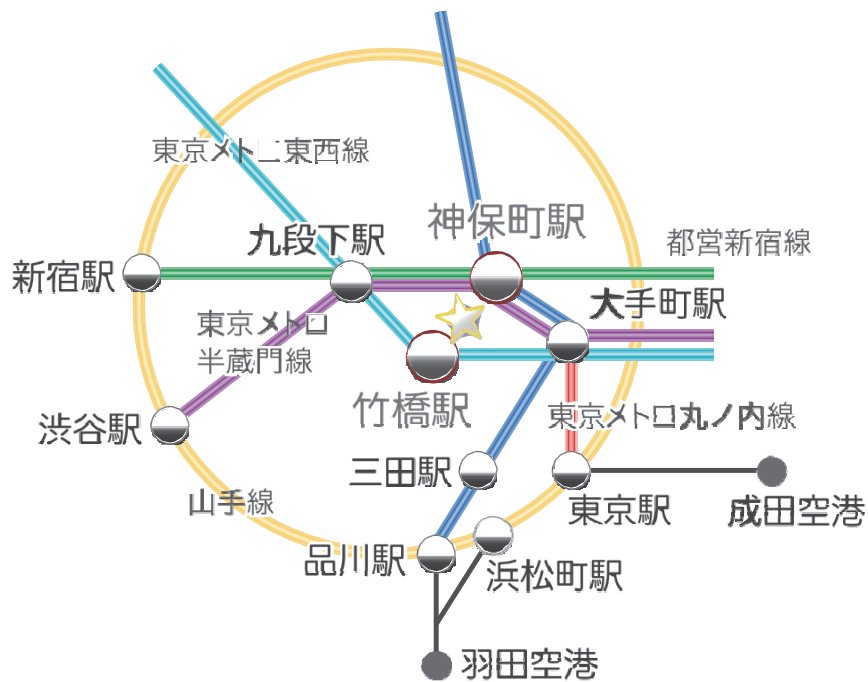 東京メトロ東西線
神保町駅
九段下駅
都営新宿線
新宿駅
大手町駅
東京メトロ
半蔵門線
竹橋駅
東京メトロ丸ノ内線
渋谷駅
三田駅
山手線
東京駅
成田空港
品川駅
浜松町駅
羽田空港